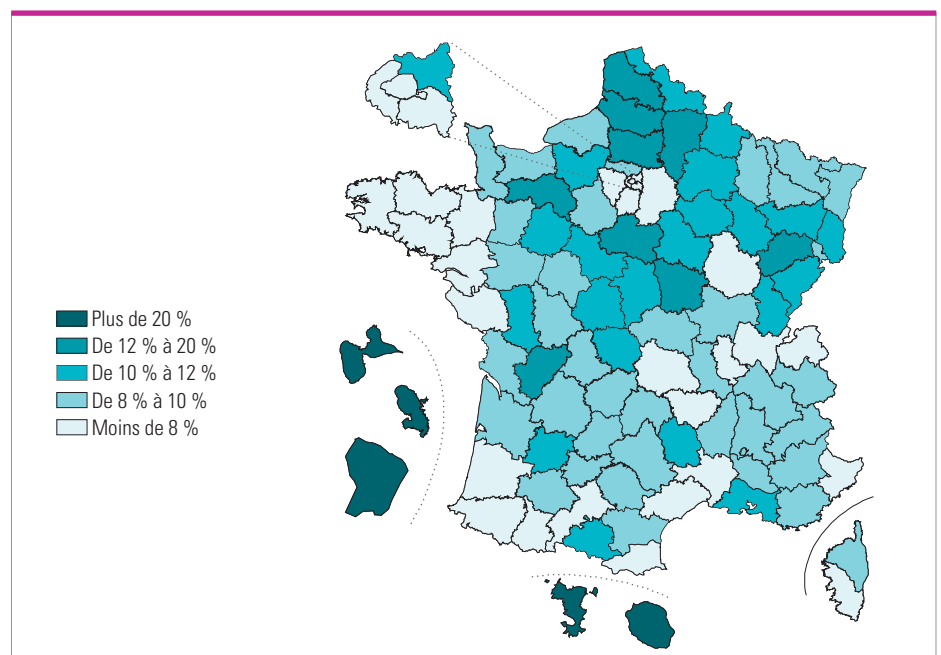 Plus de 20 %
De 12 % à 20 %
De 10 % à 12 %
De 8 % à 10 %
Moins de 8 %